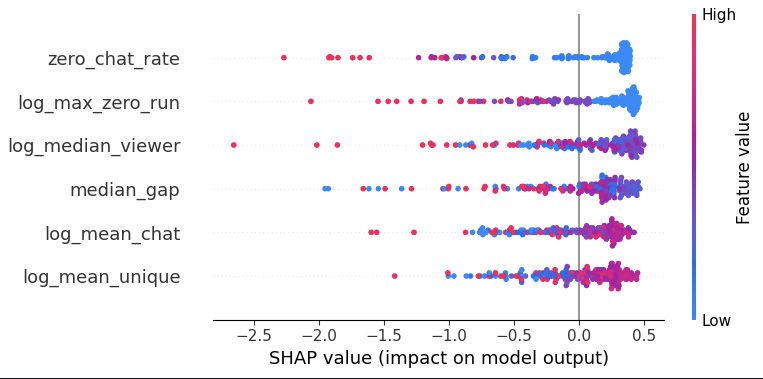 High
zero_chat_rate
log_max_zero_run
log_median_viewer
median_gap
log_mean_chat
log_mean_unique
Feature value
Low
−2.5 −2.0 −1.5 −1.0 −0.5 0.0 0.5
SHAP value (impact on model output)